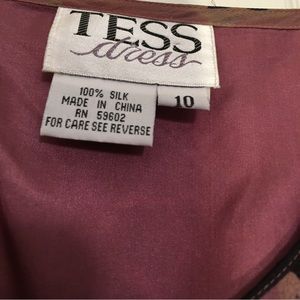 TESS
dress
100% SILK
MADE IN CHINA
RN 59602
FOR CARE SEE REVERSE
10